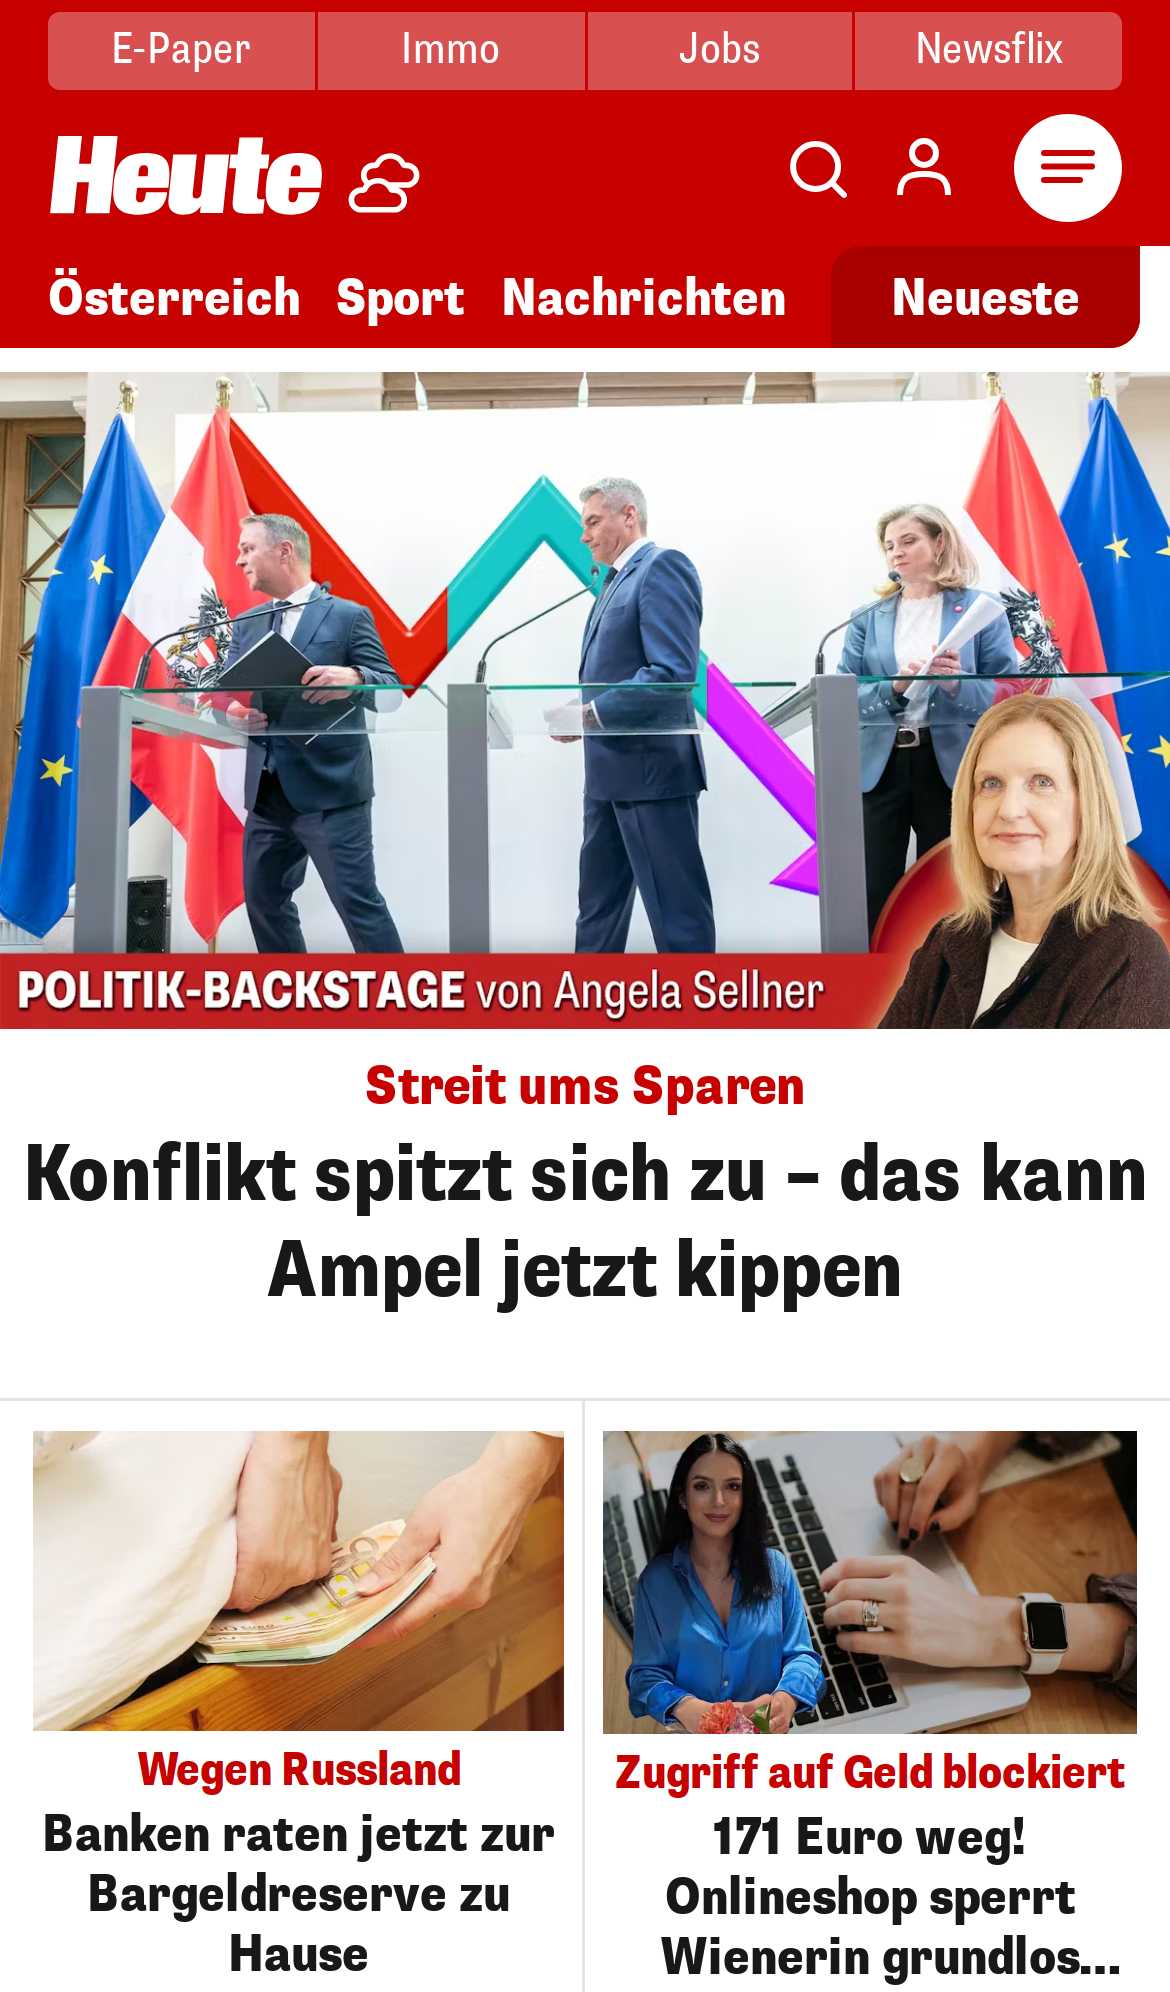 E-Paper Immo Jobs Newsflix
Heute
Österreich Sport Nachrichten Neueste
POLITIK-BACKSTAGE von Angela Sellner
Streit ums Sparen
Konflikt spitzt sich zu – das kann
Ampel jetzt kippen
Wegen Russland
Banken raten jetzt zur
Bargeldreserve zu
Hause
Zugriff auf Geld blockiert
171 Euro weg!
Onlineshop sperrt
Wienerin grundlos...